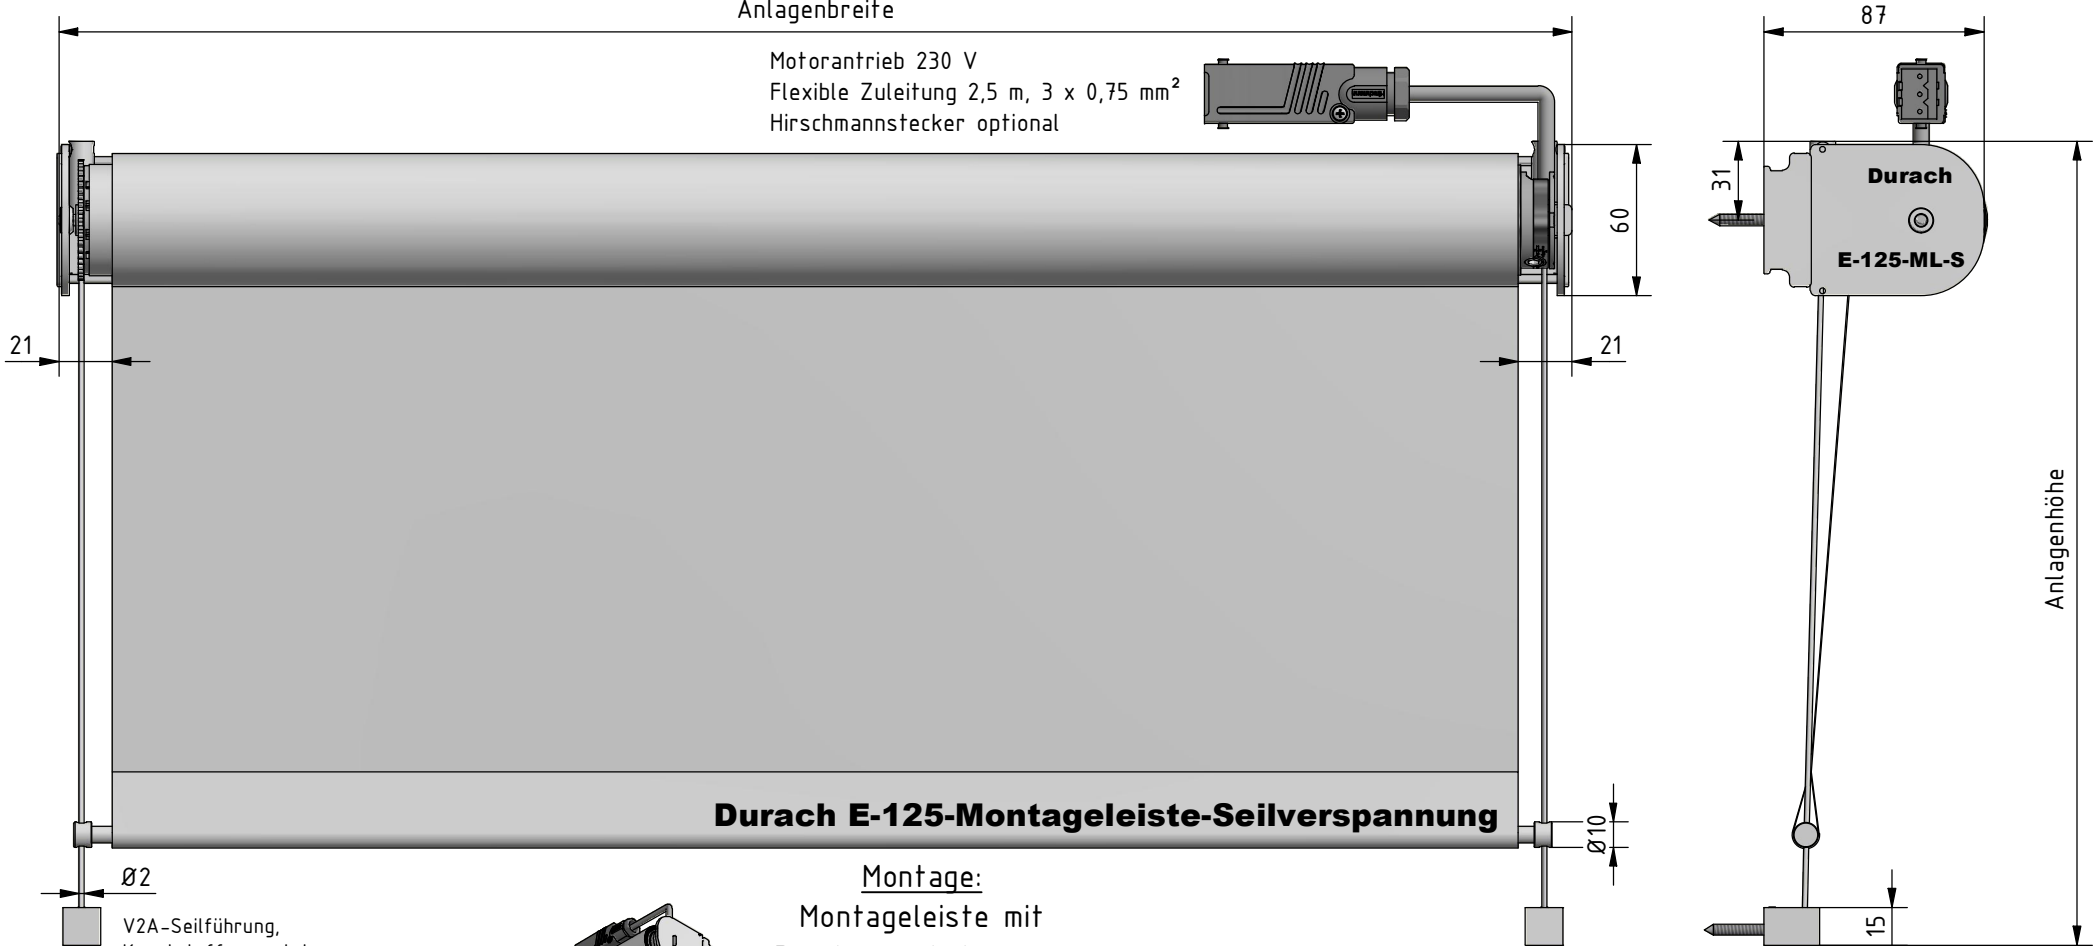 Anlagenbreite
87
Motorantrieb 230 V
Flexible Zuleitung 2,5 m, 3 x 0,75 mm²
Hirschmannstecker optional
31
Durach
E-125-ML-S
60
21
21
Anlagenhöhe
Durach E-125-Montageleiste-Seilverspannung
Ø10
Ø2
Montage:
Montageleiste mit
V2A-Seilführung,
15